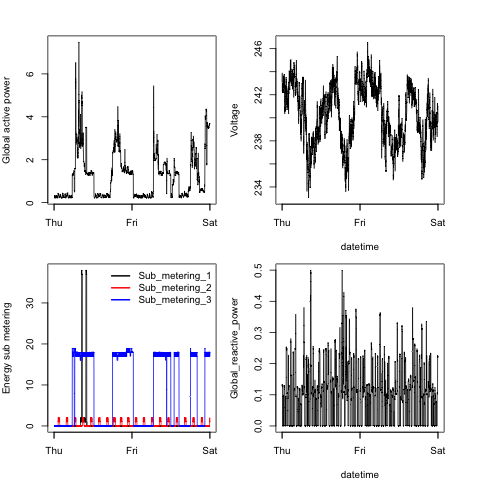 Global active power
0
2
4
6
Thu
Fri
Sat
Voltage
234
238
242
246
Thu
Fri
Sat
datetime
Energy sub metering
0
10
20
30
Sub_metering_1
Sub_metering_2
Sub_metering_3
Thu
Fri
Sat
Global_reactive_power
0.0
0.1
0.2
0.3
0.4
0.5
Thu
Fri
Sat
datetime